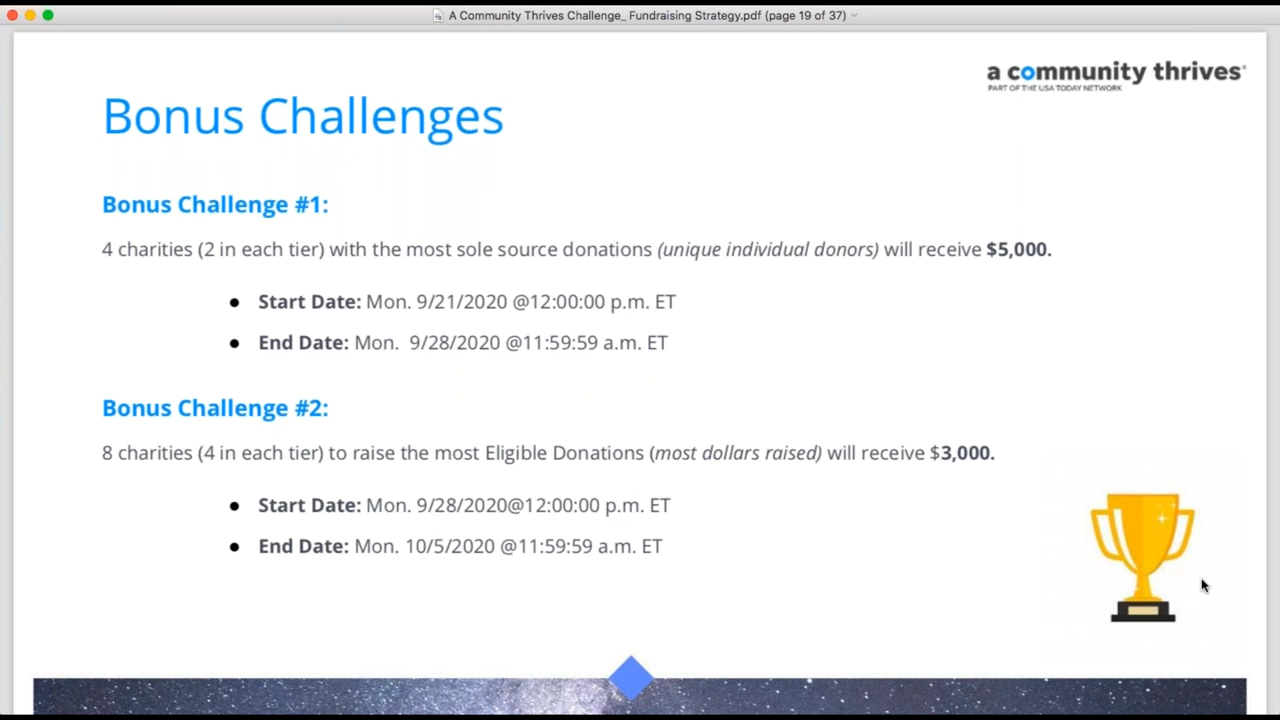 A Community Thrives Challenge_ Fundraising Strategy.pdf (page 19 of 37)
a community thrives
PART OF THE USA TODAY NETWORK
Bonus Challenges
Bonus Challenge #1:
4 charities (2 in each tier) with the most sole source donations (unique individual donors) will receive $5,000.
● Start Date: Mon. 9/21/2020 @12:00:00 p.m. ET
● End Date: Mon.  9/28/2020 @11:59:59 a.m. ET
Bonus Challenge #2:
8 charities (4 in each tier) to raise the most Eligible Donations (most dollars raised) will receive $3,000.
● Start Date: Mon. 9/28/2020@12:00:00 p.m. ET
● End Date: Mon. 10/5/2020 @11:59:59 a.m. ET